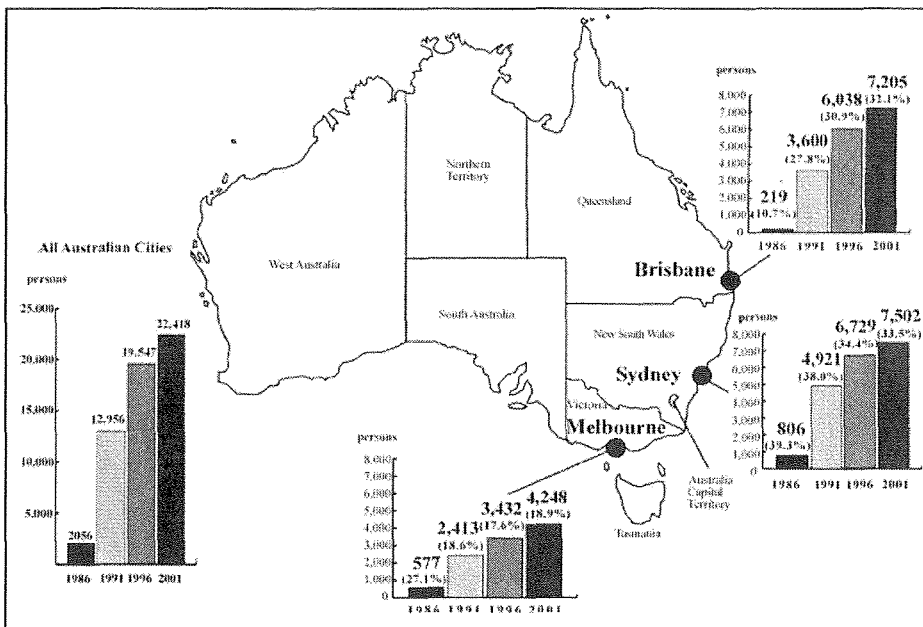 All Australian Cities
persons
25,000
20,000
15,000
10,000
5,000
2056
12,956
19,547
22,418
1986 1991 1996 2001
West Australia
Northern
Territory
Queensland
South Australia
New South Wales
Victoria
Australia
Capital
Territory
Tasmania
Brisbane
Sydney
Melbourne
persons
8,000
7,000
6,000
5,000
4,000
3,000
2,000
1,000
0
219
(10.7%)
3,600
(27.8%)
6,038
(30.9%)
7,205
(32.1%)
1986 1991 1996 2001
persons
8,000
7,000
6,000
5,000
4,000
3,000
2,000
1,000
806
(39.3%)
4,921
(38.0%)
6,729
(34.4%)
7,502
(33.5%)
1986 1991 1996 2001
persons
8,000
7,000
6,000
5,000
4,000
3,000
2,000
1,000
0
577
(27.1%)
2,413
(18.6%)
3,432
(17.6%)
4,248
(18.9%)
1986 1991 1996 2001